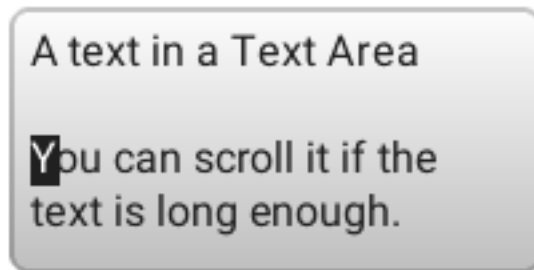 A text in a Text Area
You can scroll it if the
text is long enough.